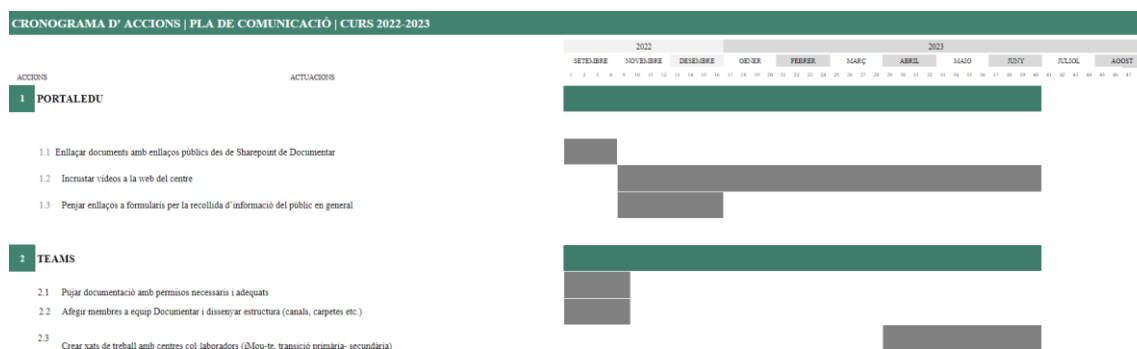 CRONOGRAMA D' ACCIONS | PLA DE COMUNICACIÓ | CURS 2022-2023
2022 2023
SETEMBRE NOVEMBRE DESEMBRE GENER FEBRER MARÇ ABRIL MAIG JUNY JULIOL AGOST
ACCIONS ACTUACIONS
1 2 3 4 9 10 11 12 13 14 15 16 17 18 19 20 21 22 23 24 25 26 27 28 29 30 31 32 33 34 35 36 37 38 39 40 41 42 43 44 45 46 47
1 PORTALEDU
1.1 Enllaçar documents amb enllaços públics des de Sharepoint de Documentar
1.2 Incrustar vídeos a la web del centre
1.3 Penjar enllaços a formularis per la recollida d'informació del públic en general
2 TEAMS
2.1 Pujar documentació amb permisos necessaris i adequats
2.2 Afegir membres a equip Documentar i dissenyar estructura (canals, carpetes etc.)
2.3
Crear xats de treball amb centres col·laboradors (iMou-te, transició primària- secundària)